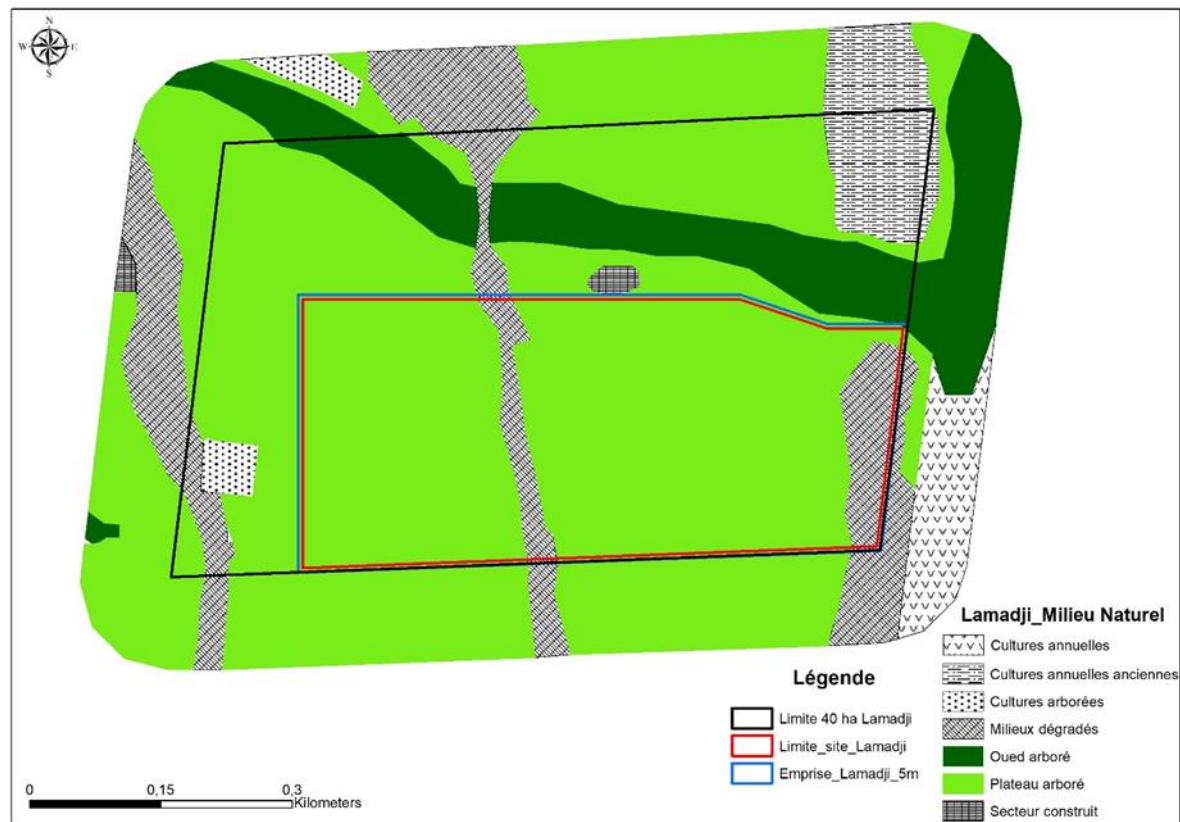 N
W E
S
Lamadji_Milieu Naturel
Cultures annuelles
Cultures annuelles anciennes
Cultures arborées
Milieux dégradés
Oued arboré
Plateau arboré
Secteur construit
Légende
Limite 40 ha Lamadji
Limite_site_Lamadji
Emprise_Lamadji_5m
0 0,15 0,3
Kilometers